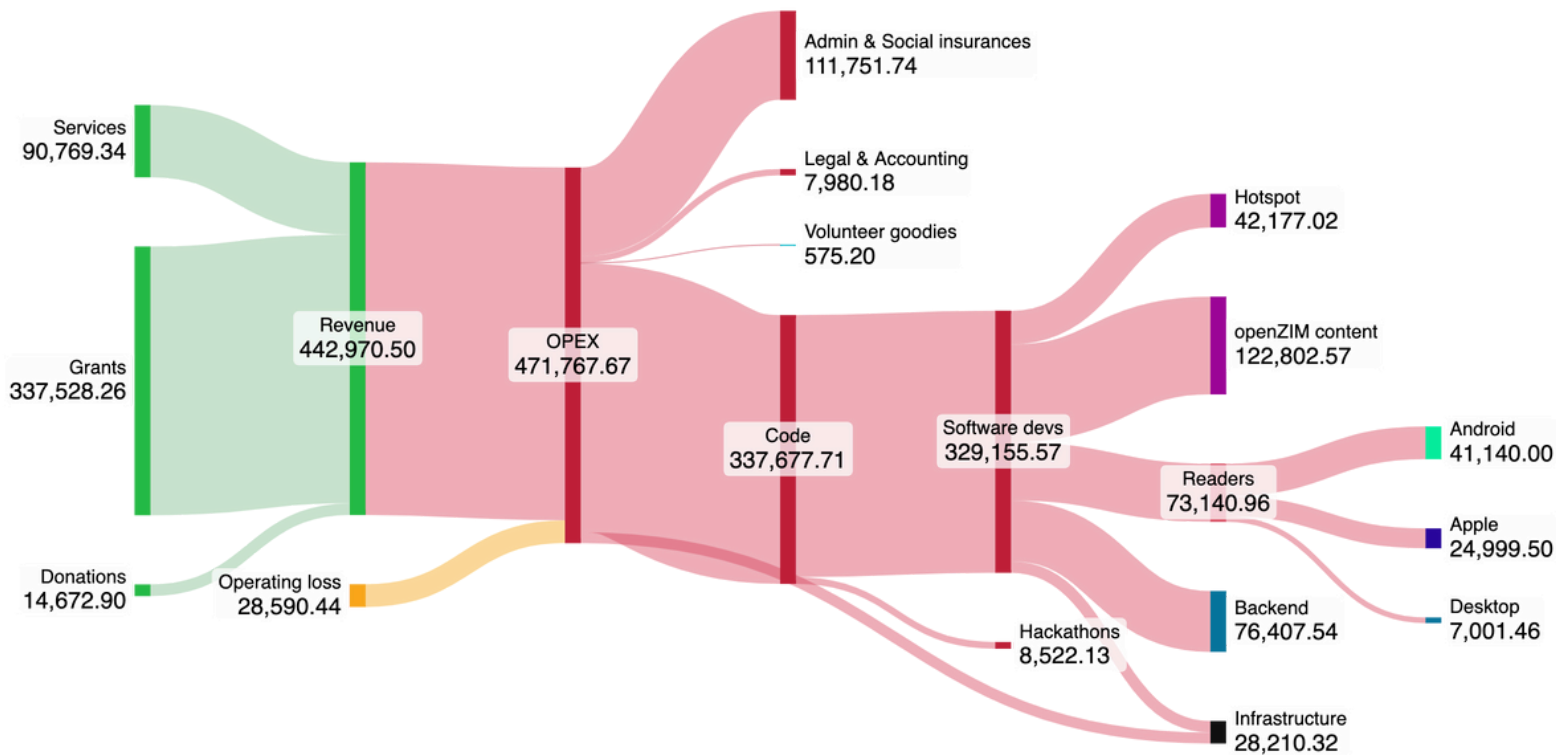 Services
90,769.34
Grants
337,528.26
Donations
14,672.90
Revenue
442,970.50
Operating loss
28,590.44
OPEX
471,767.67
Admin & Social insurances
111,751.74
Legal & Accounting
7,980.18
Volunteer goodies
575.20
Code
337,677.71
Software devs
329,155.57
Hackathons
8,522.13
Hotspot
42,177.02
openZIM content
122,802.57
Readers
73,140.96
Backend
76,407.54
Infrastructure
28,210.32
Android
41,140.00
Apple
24,999.50
Desktop
7,001.46